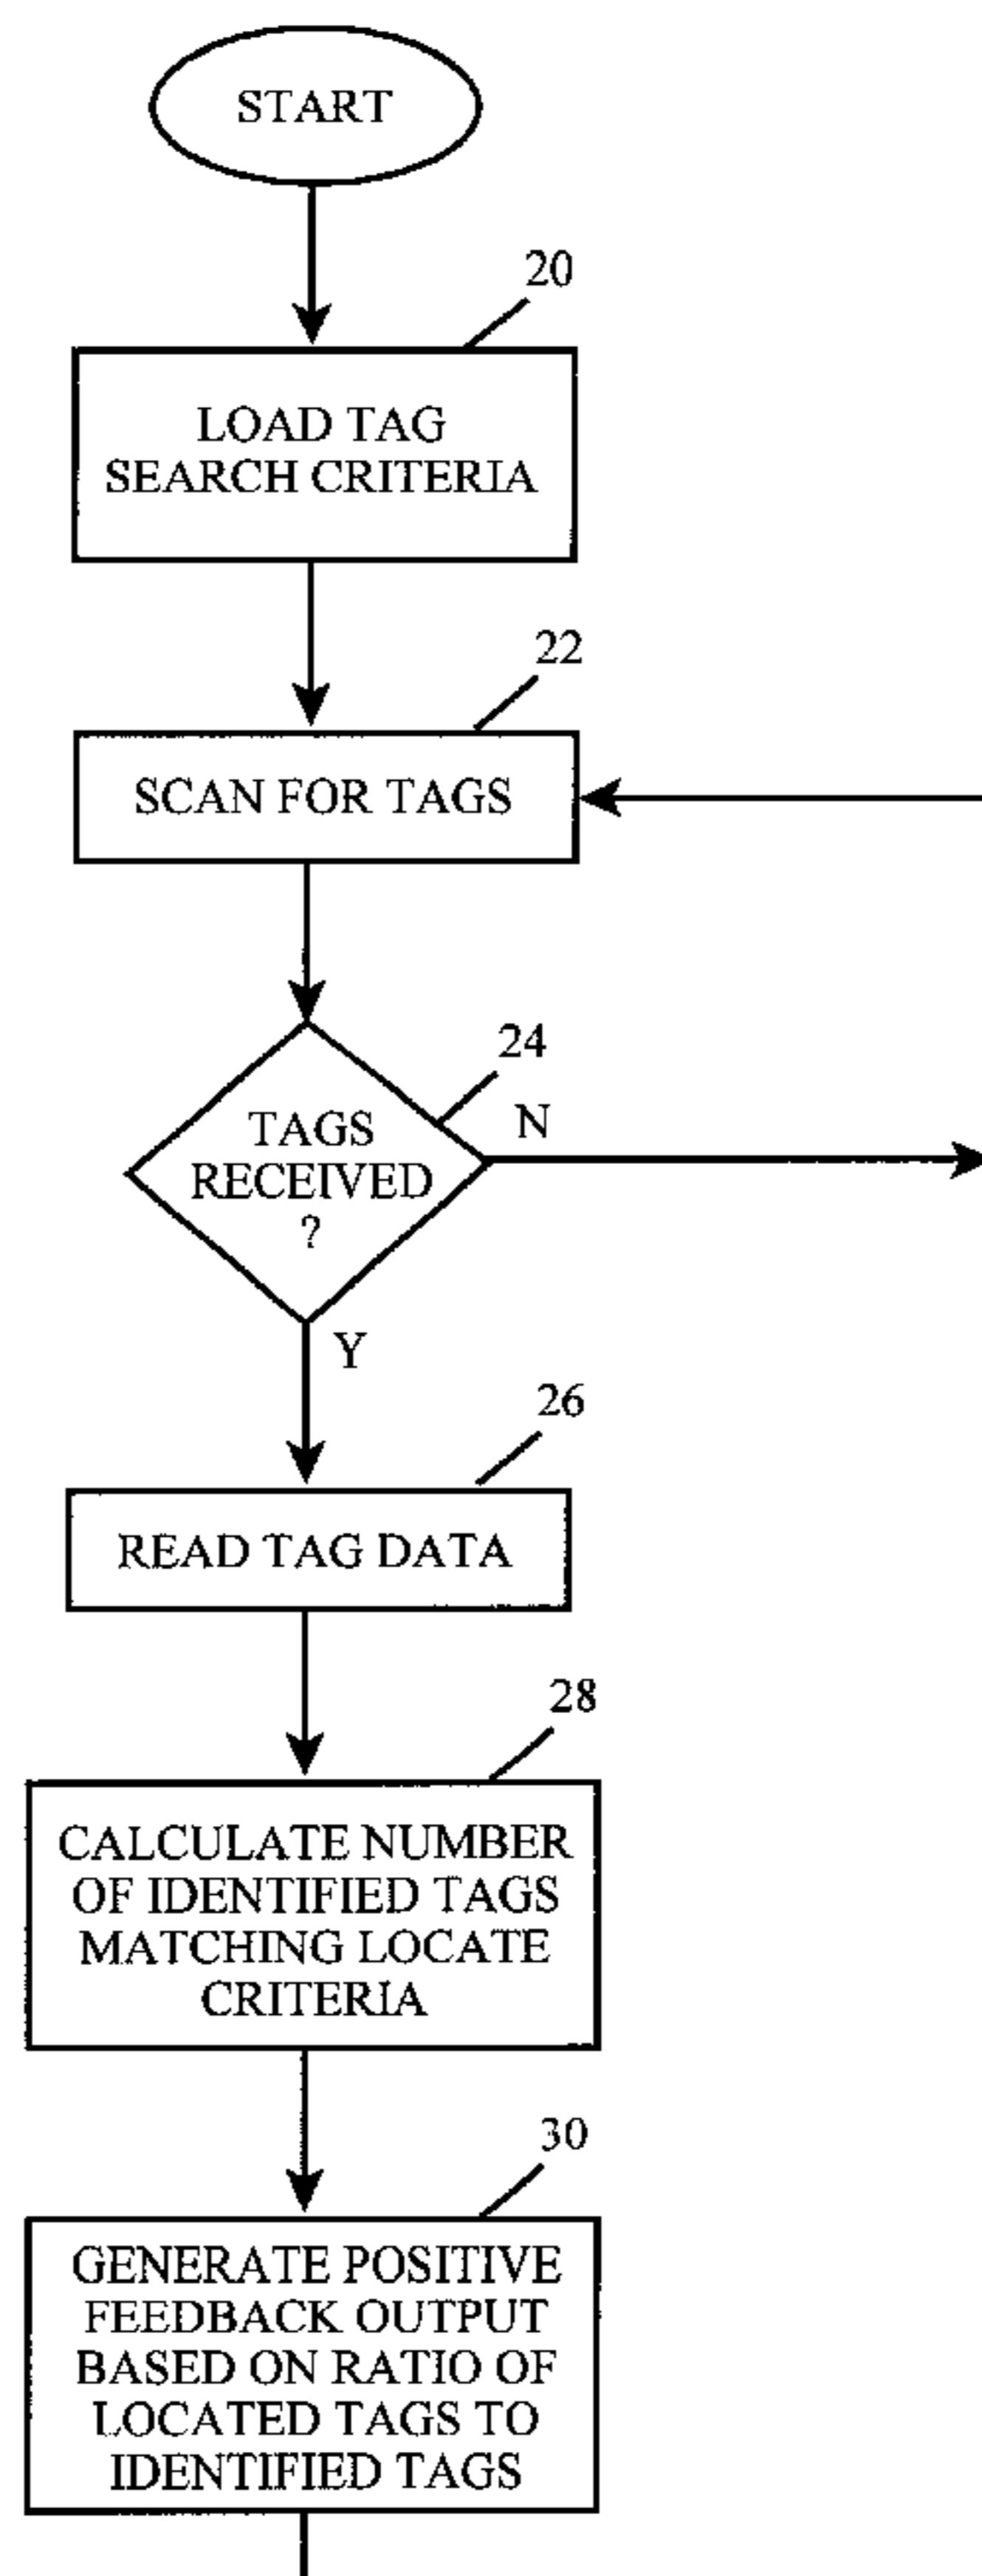 START
20
LOAD TAG
SEARCH CRITERIA
22
SCAN FOR TAGS
24
N
TAGS
RECEIVED
?
Y
26
READ TAG DATA
28
CALCULATE NUMBER
OF IDENTIFIED TAGS
MATCHING LOCATE
CRITERIA
30
GENERATE POSITIVE
FEEDBACK OUTPUT
BASED ON RATIO OF
LOCATED TAGS TO
IDENTIFIED TAGS